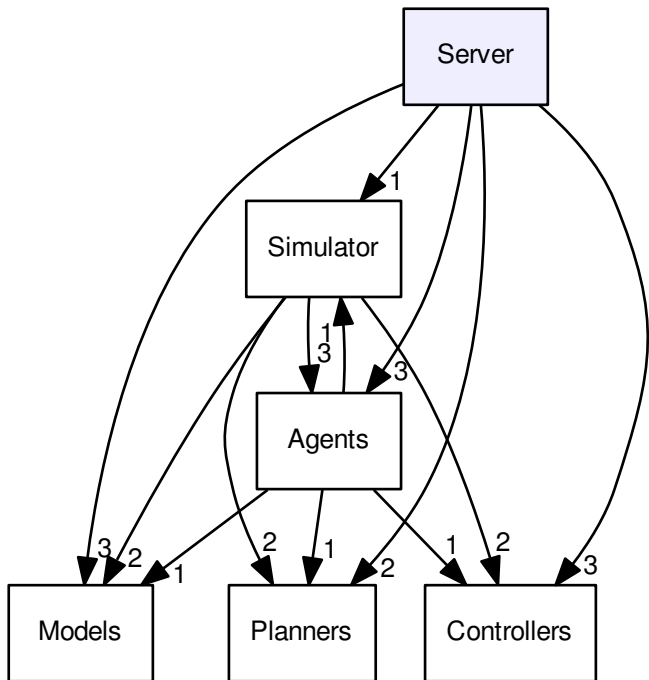 Server
1
Simulator
1
3
3
Agents
3
2
1
2
1
2
1
2
3
Models
Planners
Controllers